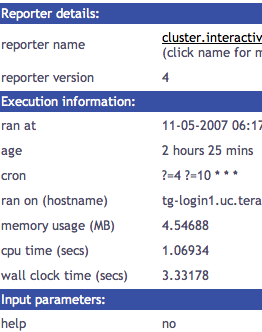 Reporter details:
reporter name cluster.interactiv
(click name for m
reporter version 4
Execution information:
ran at 11-05-2007 06:17
age 2 hours 25 mins
cron ?=4 ?=10 * * *
ran on (hostname) tg-login1.uc.tera
memory usage (MB) 4.54688
cpu time (secs) 1.06934
wall clock time (secs) 3.33178
Input parameters:
help no